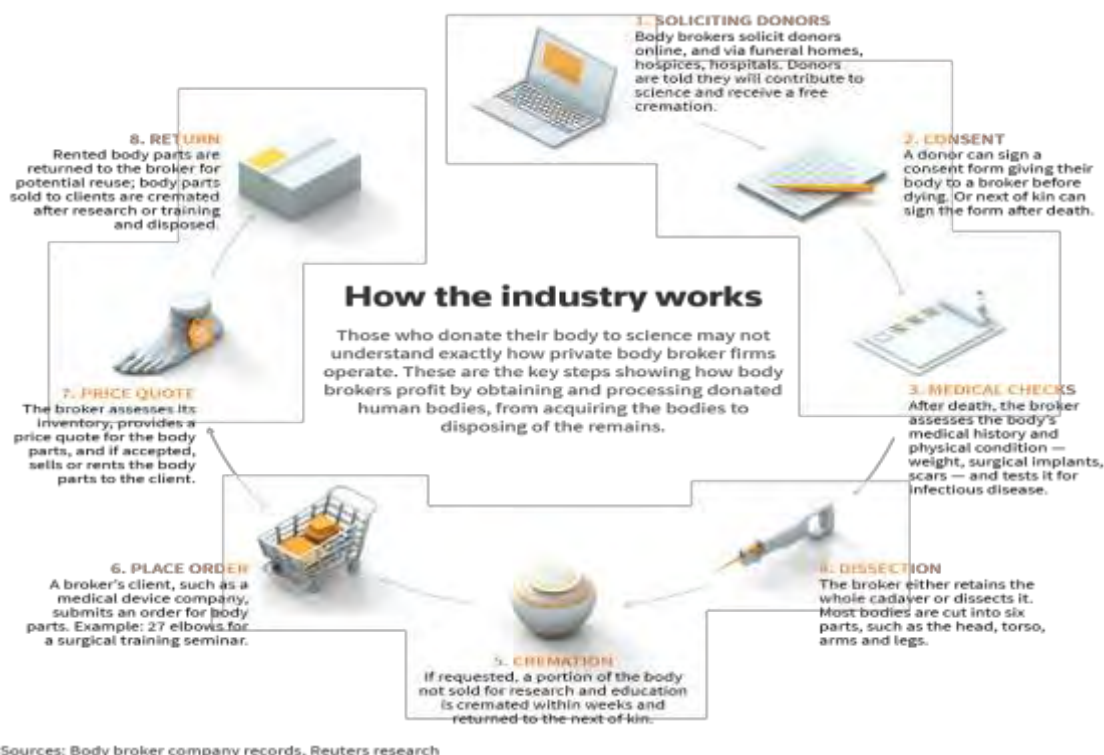 1. SOLICITING DONORS
Body brokers solicit donors
online, and via funeral homes,
hospices, hospitals. Donors
are told they will contribute to
science and receive a free
cremation.
2. CONSENT
A donor can sign a
consent form giving their
body to a broker before
dying. Or next of kin can
sign the form after death.
3. MEDICAL CHECKS
After death, the broker
assesses the body's
medical history and
physical condition —
weight, surgical implants,
scars — and tests it for
infectious disease.
4. DISSECTION
The broker either retains the
whole cadaver or dissects it.
Most bodies are cut into six
parts, such as the head, torso,
arms and legs.
5. CREMATION
If requested, a portion of the body
not sold for research and education
is cremated within weeks and
returned to the next of kin.
6. PLACE ORDER
A broker's client, such as a
medical device company,
submits an order for body
parts. Example: 27 elbows for
a surgical training seminar.
7. PRICE QUOTE
The broker assesses its
inventory, provides a
price quote for the body
parts, and if accepted,
sells or rents the body
parts to the client.
8. RETURN
Rented body parts are
returned to the broker for
potential reuse; body parts
sold to clients are cremated
after research or training
and disposed.
How the industry works
Those who donate their body to science may not
understand exactly how private body broker firms
operate. These are the key steps showing how body
brokers profit by obtaining and processing donated
human bodies, from acquiring the bodies to
disposing of the remains.
Sources: Body broker company records, Reuters research